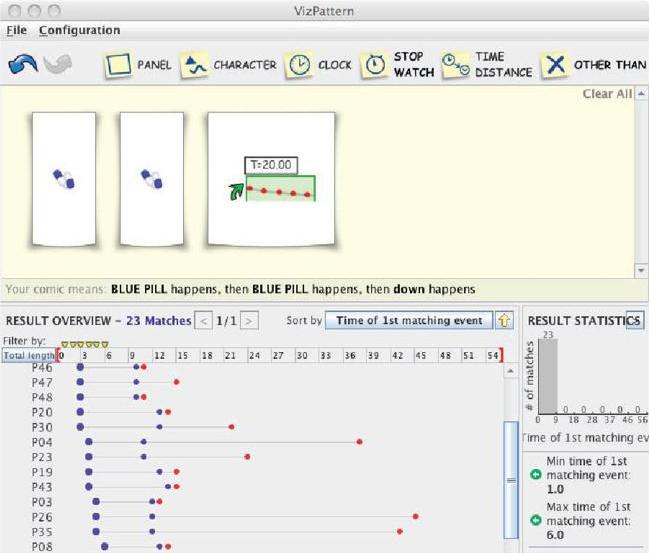 VizPattern
File Configuration
PANEL CHARACTER CLOCK STOP WATCH TIME DISTANCE OTHER THAN
Clear All
T=20.00
Your comic means: BLUE PILL happens, then BLUE PILL happens, then down happens
RESULT OVERVIEW - 23 Matches < 1/1 > Sort by Time of 1st matching event
RESULT STATISTICS
Filter by:
Total length 0 3 6 9 12 15 18 21 24 27 30 33 36 39 42 45 48 51 54
P46
P47
P48
P20
P30
P04
P23
P19
P43
P03
P26
P35
P08
# of matches
23
0 0 0 0 0
0 9 18 28 37 46 56
Time of 1st matching ev
Min time of 1st
matching event:
1.0
Max time of 1st
matching event:
6.0